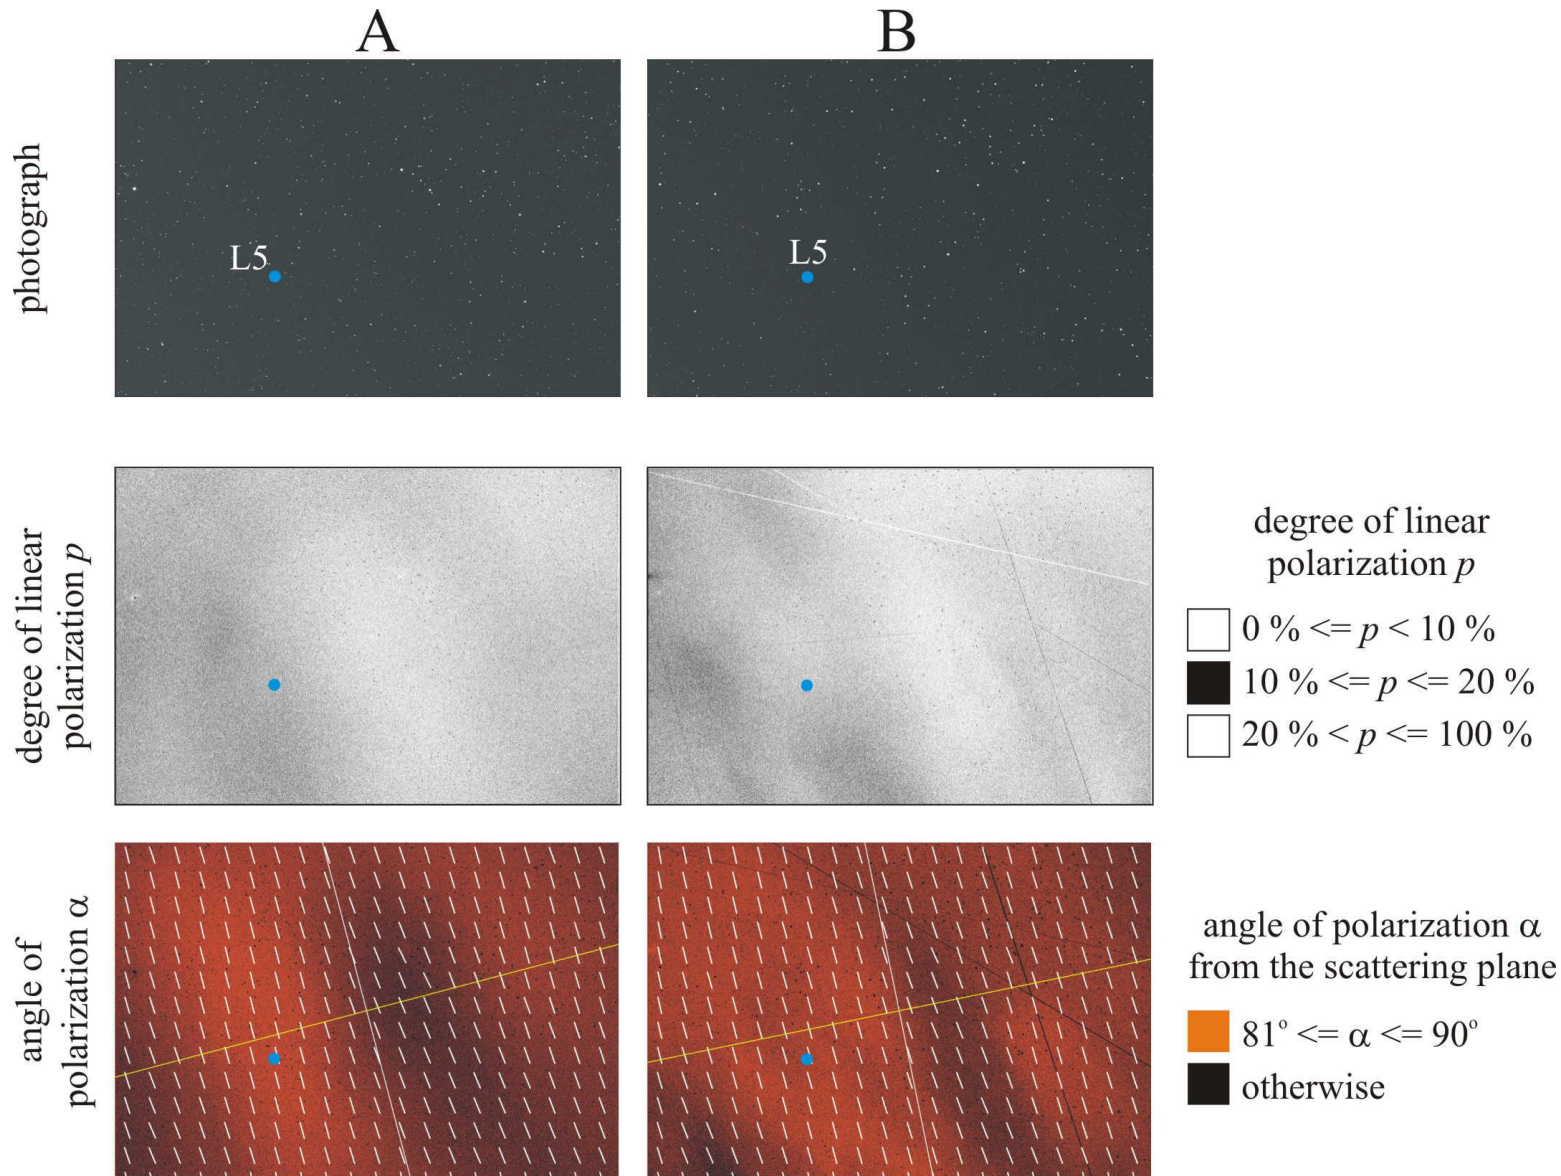 A
B
photograph
L5
L5
degree of linear
polarization p
degree of linear
polarization p
0 % <= p < 10 %
10 % <= p <= 20 %
20 % < p <= 100 %
angle of
polarization α
angle of polarization α
from the scattering plane
81° <= α <= 90°
otherwise